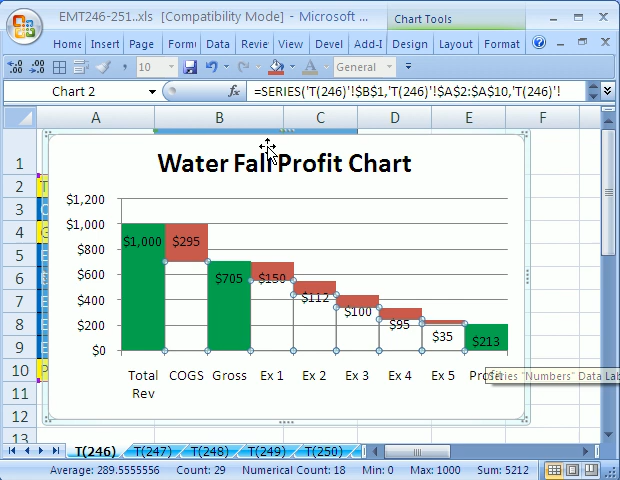 EMT246-251..xls [Compatibility Mode] - Microsoft ...
Chart Tools
Home Insert Page Formu Data Revie View Devel Add-I Design Layout Format
10 General
Chart 2 fx =SERIES('T(246)'!$B$1,'T(246)'!$A$2:$A$10,'T(246)'!
A B C D E F
1
2
3
4
5
6
7
8
9
10
11
12
13
Water Fall Profit Chart
$1,200
$1,000
$800
$600
$400
$200
$0
$1,000 $295
$705 $150
$112
$100
$95
$35
$213
Total Rev COGS Gross Ex 1 Ex 2 Ex 3 Ex 4 Ex 5 Profit
Series "Numbers" Data Lab
T(246) T(247) T(248) T(249) T(250)
Average: 289.5555556 Count: 29 Numerical Count: 18 Min: 0 Max: 1000 Sum: 5212